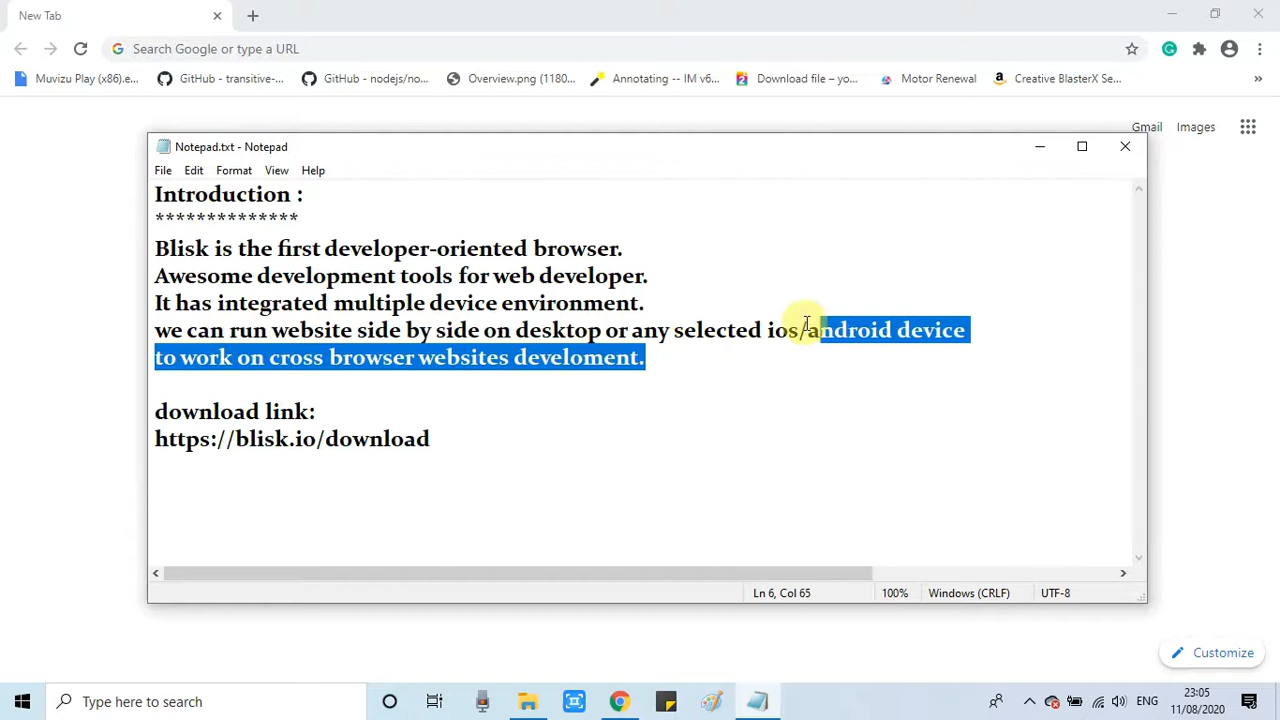 New Tab
Search Google or type a URL
Muvizu Play (x86).e... GitHub - transitive-... GitHub - nodejs/no... Overview.png (1180... Annotating -- IM v6... Download file – yo... Motor Renewal Creative BlasterX Se...
Gmail Images
Notepad.txt - Notepad
File Edit Format View Help
Introduction :
**************
Blisk is the first developer-oriented browser.
Awesome development tools for web developer.
It has integrated multiple device environment.
we can run website side by side on desktop or any selected ios/android device
to work on cross browser websites develoment.
download link:
https://blisk.io/download
Ln 6, Col 65 100% Windows (CRLF) UTF-8
Customize
Type here to search
ENG
23:05
11/08/2020